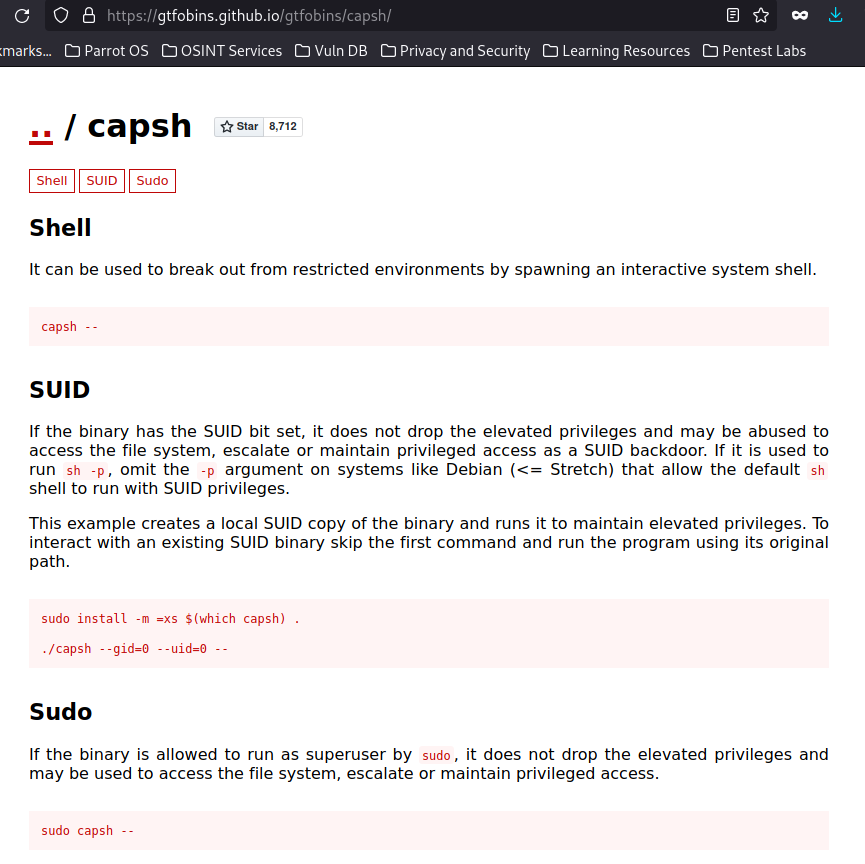 https://gtfobins.github.io/gtfobins/capsh/
kmarks... Parrot OS OSINT Services Vuln DB Privacy and Security Learning Resources Pentest Labs
.. / capsh Star 8,712
Shell SUID Sudo
Shell
It can be used to break out from restricted environments by spawning an interactive system shell.
capsh --
SUID
If the binary has the SUID bit set, it does not drop the elevated privileges and may be abused to
access the file system, escalate or maintain privileged access as a SUID backdoor. If it is used to
run sh -p, omit the -p argument on systems like Debian (<= Stretch) that allow the default sh
shell to run with SUID privileges.
This example creates a local SUID copy of the binary and runs it to maintain elevated privileges. To
interact with an existing SUID binary skip the first command and run the program using its original
path.
sudo install -m =xs $(which capsh) .
./capsh --gid=0 --uid=0 --
Sudo
If the binary is allowed to run as superuser by sudo, it does not drop the elevated privileges and
may be used to access the file system, escalate or maintain privileged access.
sudo capsh --